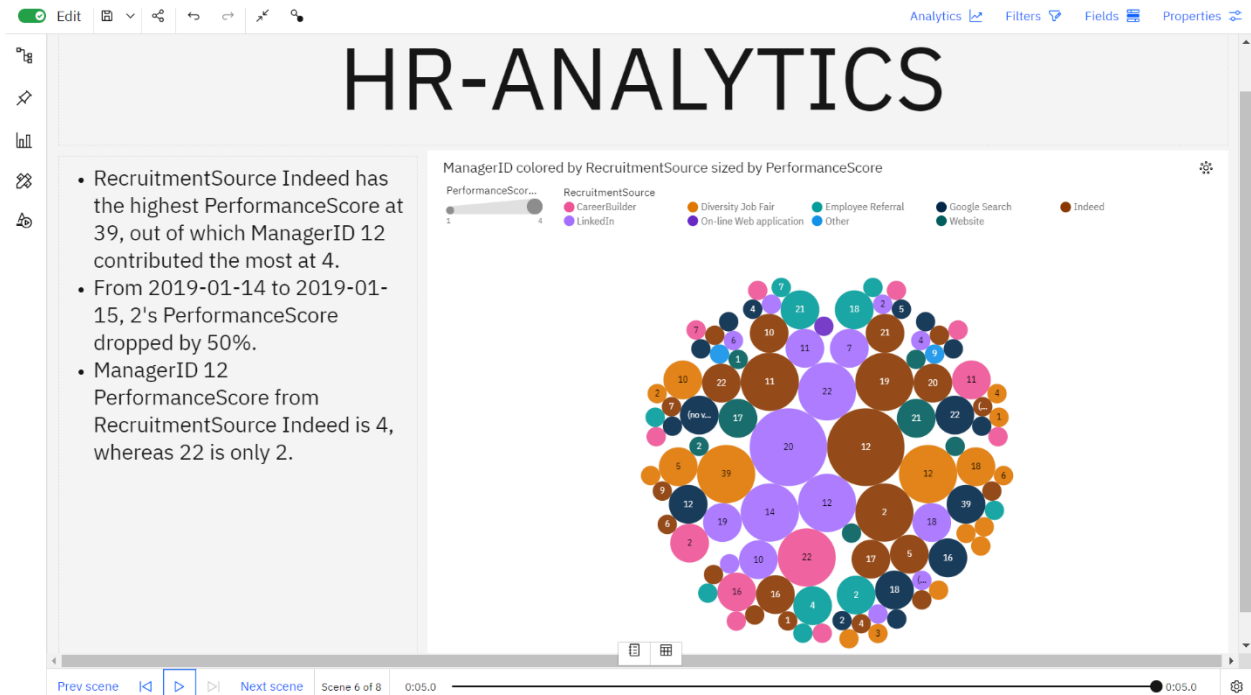 Edit
Analytics Filters Fields Properties
HR-ANALYTICS
• RecruitmentSource Indeed has
the highest PerformanceScore at
39, out of which ManagerID 12
contributed the most at 4.
• From 2019-01-14 to 2019-01-
15, 2's PerformanceScore
dropped by 50%.
• ManagerID 12
PerformanceScore from
RecruitmentSource Indeed is 4,
whereas 22 is only 2.
ManagerID colored by RecruitmentSource sized by PerformanceScore
PerformanceScor...
1 4
RecruitmentSource
CareerBuilder Diversity Job Fair Employee Referral Google Search Indeed
LinkedIn On-line Web application Other Website
7
4 21 18 2 5
7 10 21
6 11 7 4
1 9
2 10 22 11 22 19 20 11 4
7 (no v... 17 21 22 (... 1
2 20 12
5 39 12 18 6
9 12 12 39
6 19 14 2 18
2
10 22 17 5 16
16 16 4 2 18 (...
1 2 4 3
Prev scene Next scene Scene 6 of 8 0:05.0 0:05.0